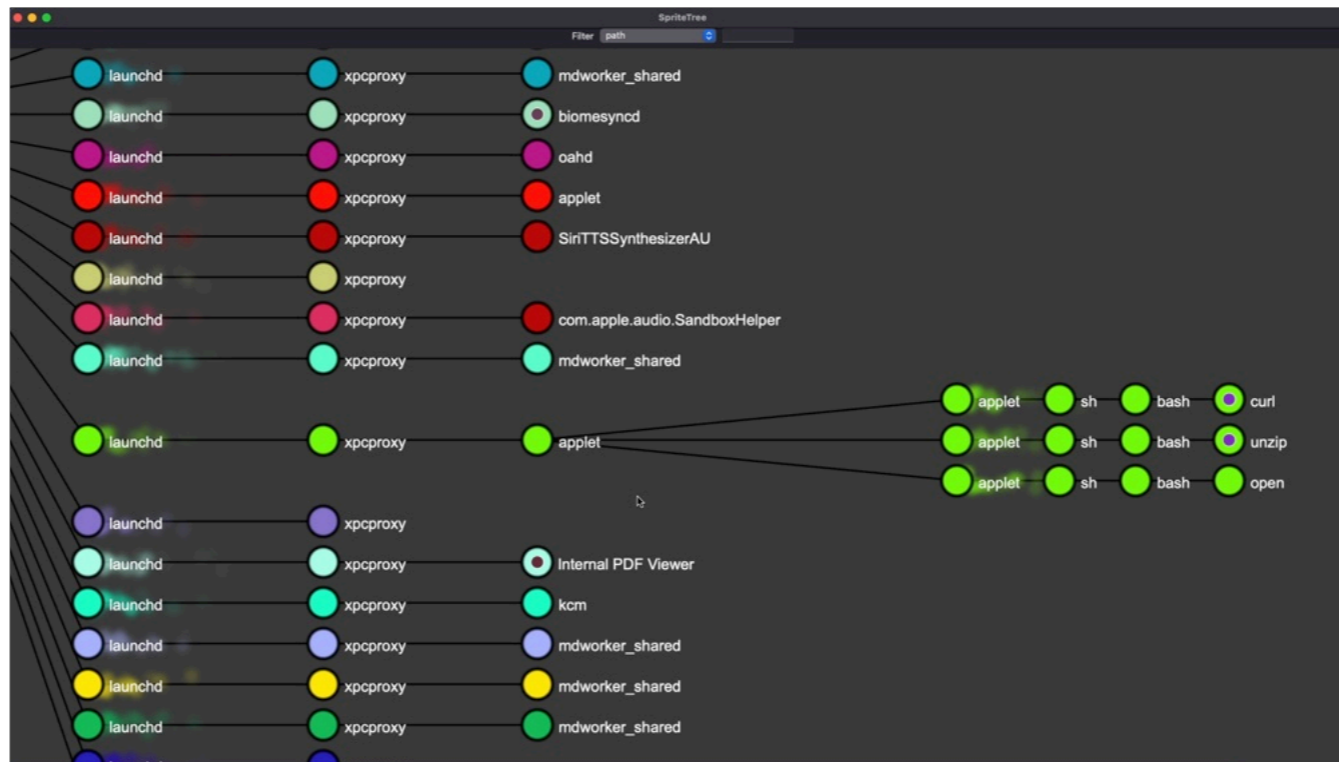 SpriteTree
Filter path
launchd xpcproxy mdworker_shared
launchd xpcproxy biomesyncd
launchd xpcproxy oahd
launchd xpcproxy applet
launchd xpcproxy SiriTTSSynthesizerAU
launchd xpcproxy
launchd xpcproxy com.apple.audio.SandboxHelper
launchd xpcproxy mdworker_shared
applet sh bash curl
launchd xpcproxy applet applet sh bash unzip
applet sh bash open
launchd xpcproxy
launchd xpcproxy Internal PDF Viewer
launchd xpcproxy kcm
launchd xpcproxy mdworker_shared
launchd xpcproxy mdworker_shared
launchd xpcproxy mdworker_shared